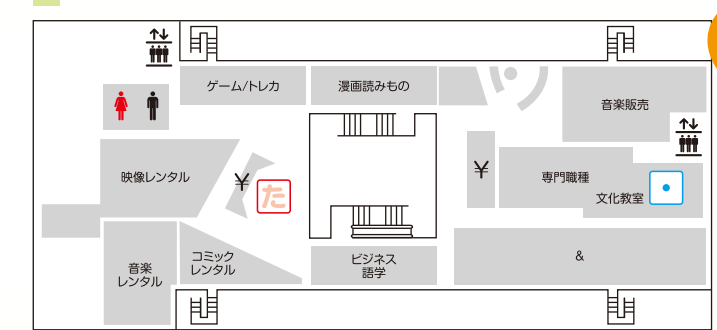 ゲーム/トレカ
漫画読みもの
音楽販売
映像レンタル
¥
た
¥
専門職種
文化教室
音楽
レンタル
コミック
レンタル
ビジネス
語学
&